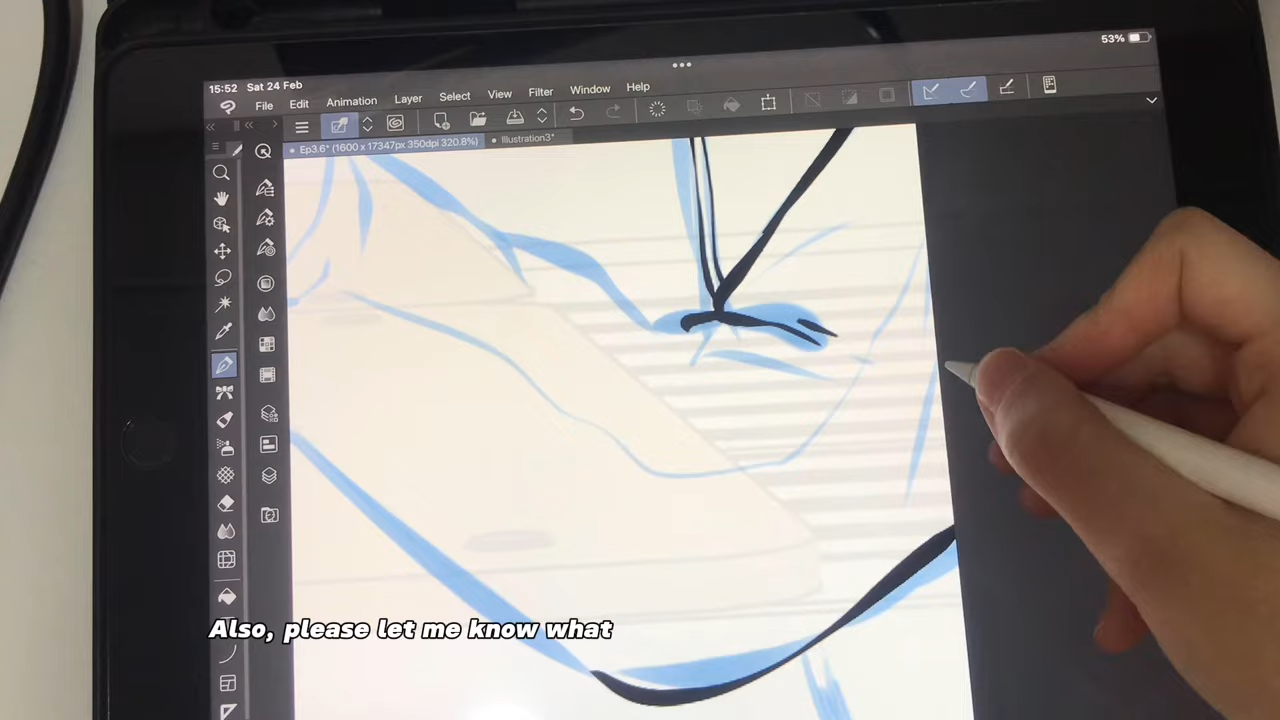 53%
15:52 Sat 24 Feb
File Edit Animation Layer Select View Filter Window Help
Ep3.6* (1600 x 17347px 350dpi 320.8%) Illustration3*
Also, please let me know what